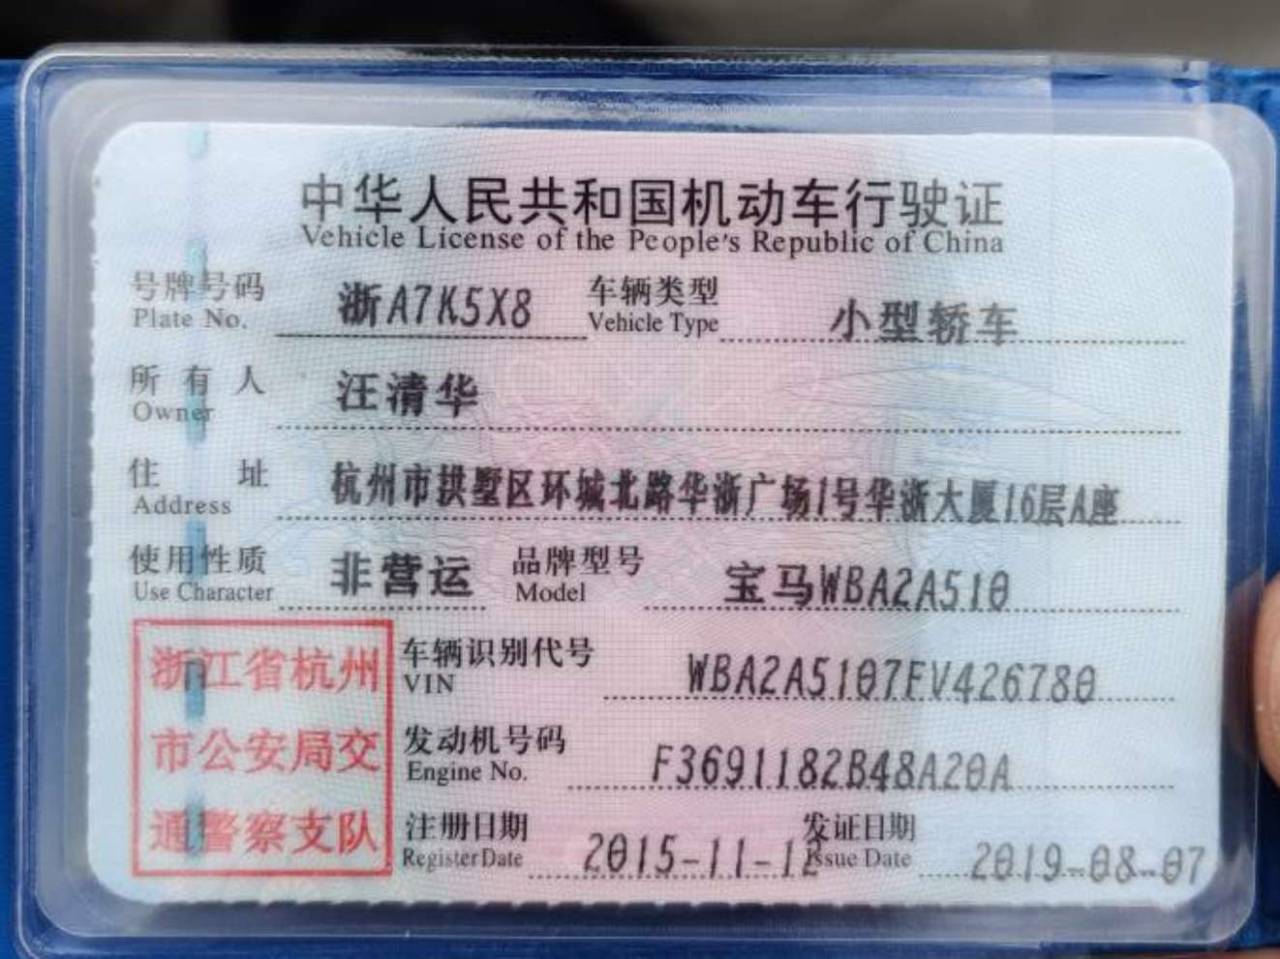 中华人民共和国机动车行驶证
Vehicle License of the People's Republic of China
号牌号码 浙A7K5X8 车辆类型 小型轿车
Plate No. Vehicle Type
所有人 汪清华
Owner
住址 杭州市拱墅区环城北路华浙广场1号华浙大厦16层A座
Address
使用性质 非营运 品牌型号 宝马WBA2A510
Use Character Model
浙江省杭州
市公安局交
通警察支队
车辆识别代号 WBA2A5107FV426780
VIN
发动机号码 F3691182B48A20A
Engine No.
注册日期 2015-11-12 发证日期 2019-08-07
Register Date Issue Date